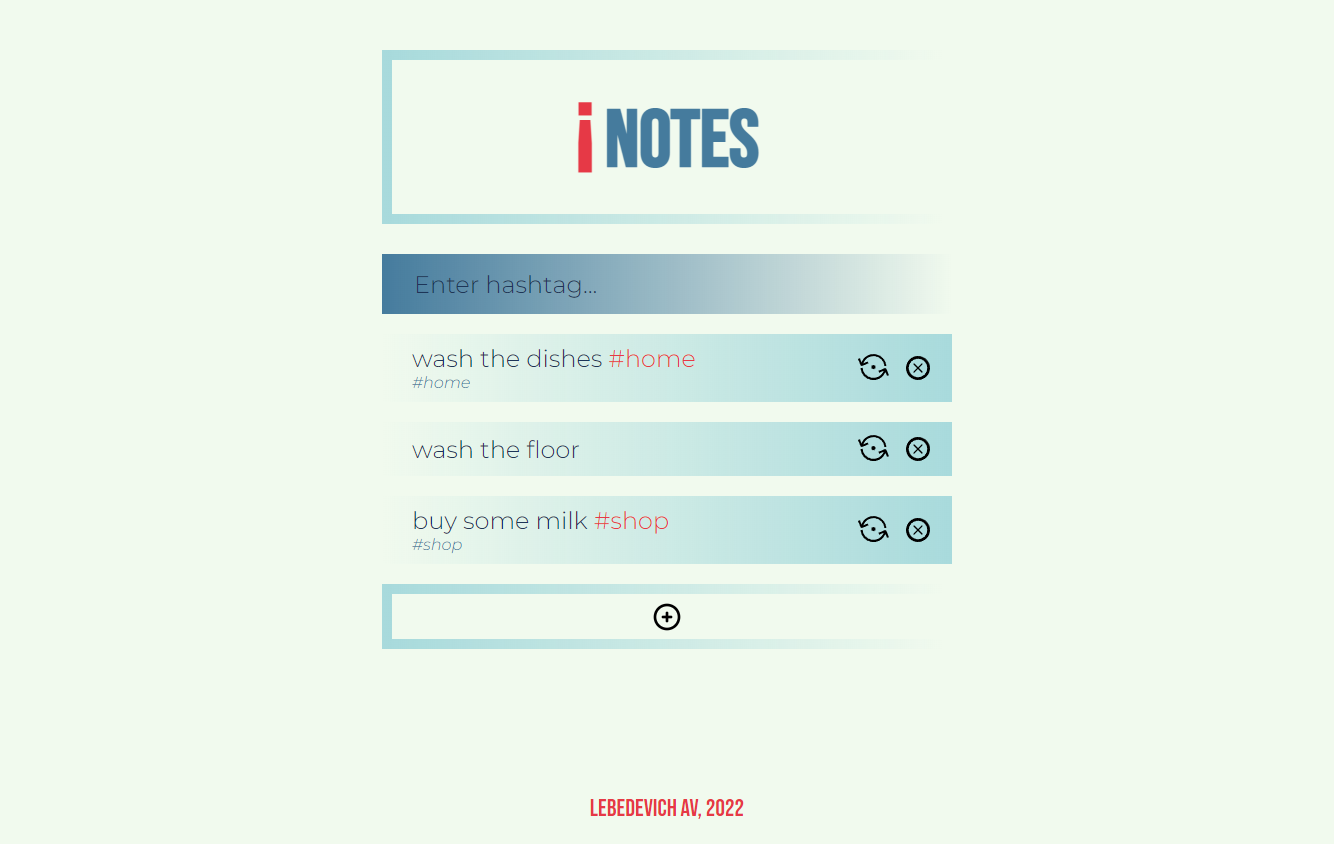 i NOTES
Enter hashtag...
wash the dishes #home
#home
wash the floor
buy some milk #shop
#shop
LEBEDEVICH AV, 2022